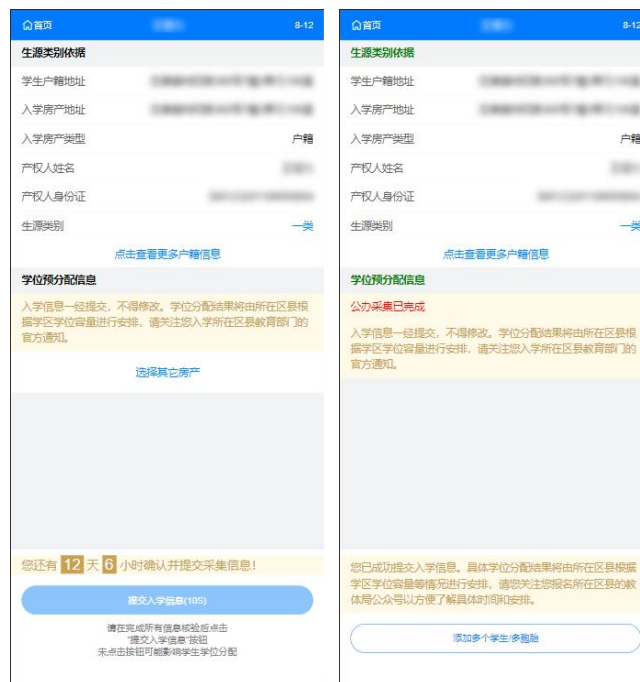 首页
8-12
生源类别依据
学生户籍地址
入学房产地址
入学房产类型 户籍
产权人姓名
产权人身份证
生源类别 一类
点击查看更多户籍信息
学位预分配信息
入学信息一经提交，不得修改。学位分配结果将由所在区县根
据学区学位容量进行安排，请关注您入学所在区县教育部门的
官方通知。
选择其它房产
您还有 12 天 6 小时确认并提交采集信息！
提交入学信息(10S)
请在完成所有信息核验后点击
"提交入学信息"按钮
未点击按钮可能影响学生学位分配
首页
8-12
生源类别依据
学生户籍地址
入学房产地址
入学房产类型 户籍
产权人姓名
产权人身份证
生源类别 一类
点击查看更多户籍信息
学位预分配信息
公办采集已完成
入学信息一经提交，不得修改。学位分配结果将由所在区县根
据学区学位容量进行安排，请关注您入学所在区县教育部门的
官方通知。
您已成功提交入学信息。具体学位分配结果将由所在区县根据
学区学位容量等情况进行安排，请您关注您报名所在区县的教
体局公众号以方便了解具体时间和安排。
添加多个学生/多胞胎